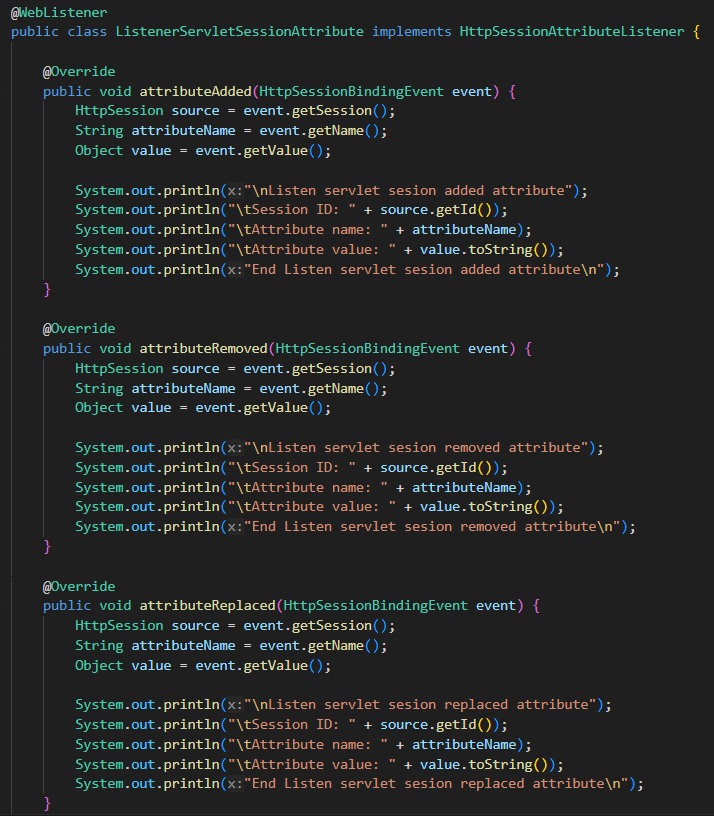 @WebListener
public class ListenerServletSessionAttribute implements HttpSessionAttributeListener {
@Override
public void attributeAdded(HttpSessionBindingEvent event) {
HttpSession source = event.getSession();
String attributeName = event.getName();
Object value = event.getValue();
System.out.println(x:"\nListen servlet sesion added attribute");
System.out.println("\tSession ID: " + source.getId());
System.out.println("\tAttribute name: " + attributeName);
System.out.println("\tAttribute value: " + value.toString());
System.out.println(x:"End Listen servlet sesion added attribute\n");
}
@Override
public void attributeRemoved(HttpSessionBindingEvent event) {
HttpSession source = event.getSession();
String attributeName = event.getName();
Object value = event.getValue();
System.out.println(x:"\nListen servlet sesion removed attribute");
System.out.println("\tSession ID: " + source.getId());
System.out.println("\tAttribute name: " + attributeName);
System.out.println("\tAttribute value: " + value.toString());
System.out.println(x:"End Listen servlet sesion removed attribute\n");
}
@Override
public void attributeReplaced(HttpSessionBindingEvent event) {
HttpSession source = event.getSession();
String attributeName = event.getName();
Object value = event.getValue();
System.out.println(x:"\nListen servlet sesion replaced attribute");
System.out.println("\tSession ID: " + source.getId());
System.out.println("\tAttribute name: " + attributeName);
System.out.println("\tAttribute value: " + value.toString());
System.out.println(x:"End Listen servlet sesion replaced attribute\n");
}